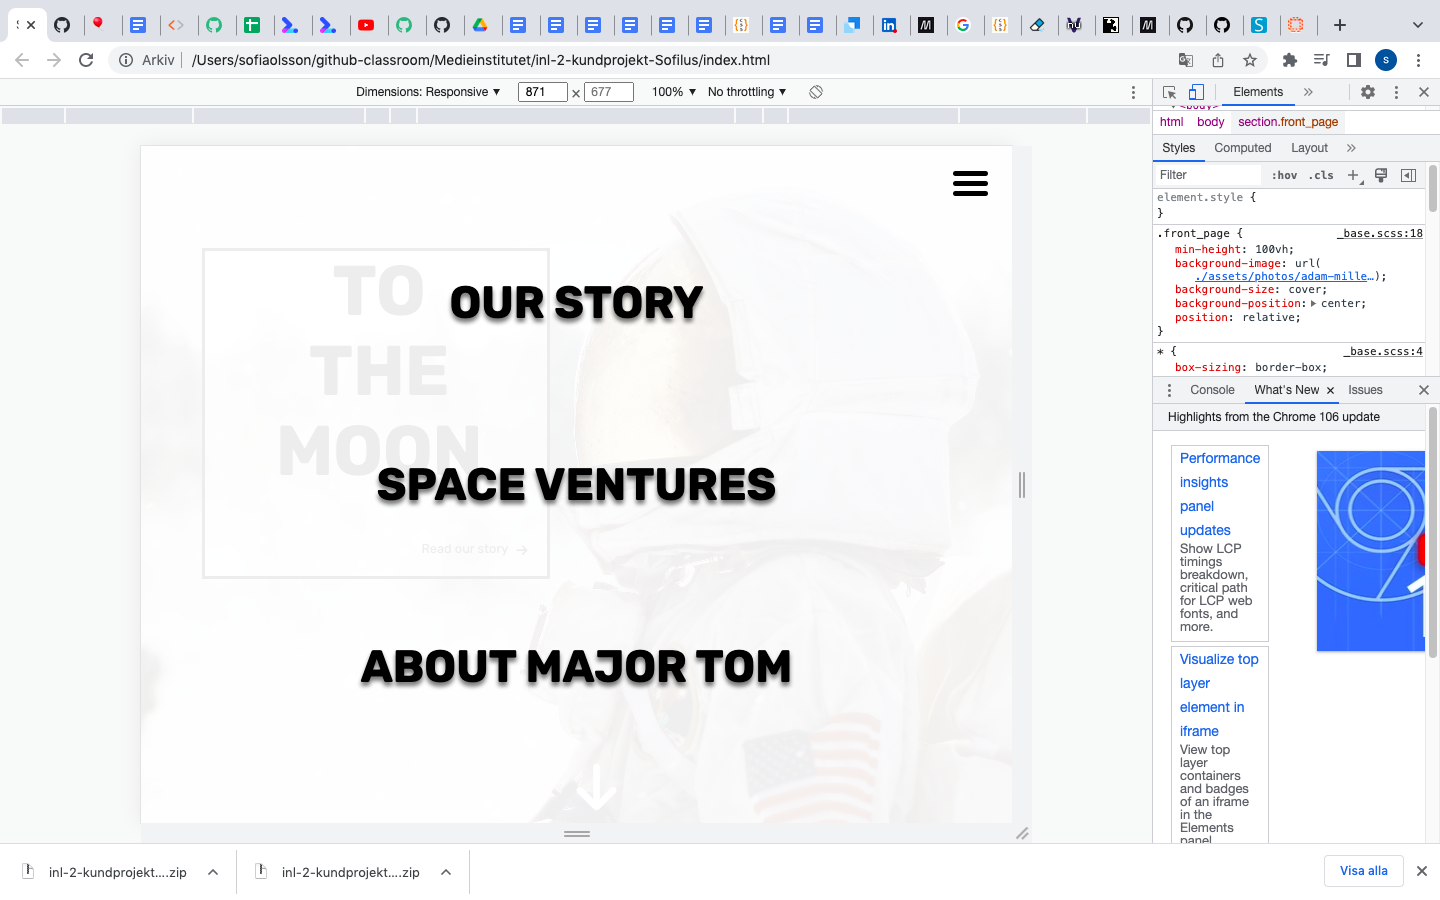 Arkiv
/Users/sofiaolsson/github-classroom/Medieinstitutet/inl-2-kundprojekt-Sofilus/index.html
S
Dimensions: Responsive ▼ 871 × 677 100% ▼ No throttling ▼
OUR STORY
SPACE VENTURES
ABOUT MAJOR TOM
TO
THE
MOON
Read our story →
Elements
<body>
html body section.front_page
Styles Computed Layout
Filter :hov .cls
element.style {
}
.front_page { _base.scss:18
min-height: 100vh;
background-image: url(
./assets/photos/adam-mille…);
background-size: cover;
background-position: center;
position: relative;
}
* { _base.scss:4
box-sizing: border-box;
Console What's New Issues
Highlights from the Chrome 106 update
Performance
insights
panel
updates
Show LCP
timings
breakdown,
critical path
for LCP web
fonts, and
more.
Visualize top
layer
element in
iframe
View top
layer
containers
and badges
of an iframe
in the
Elements
panel.
inl-2-kundprojekt....zip
inl-2-kundprojekt....zip
Visa alla